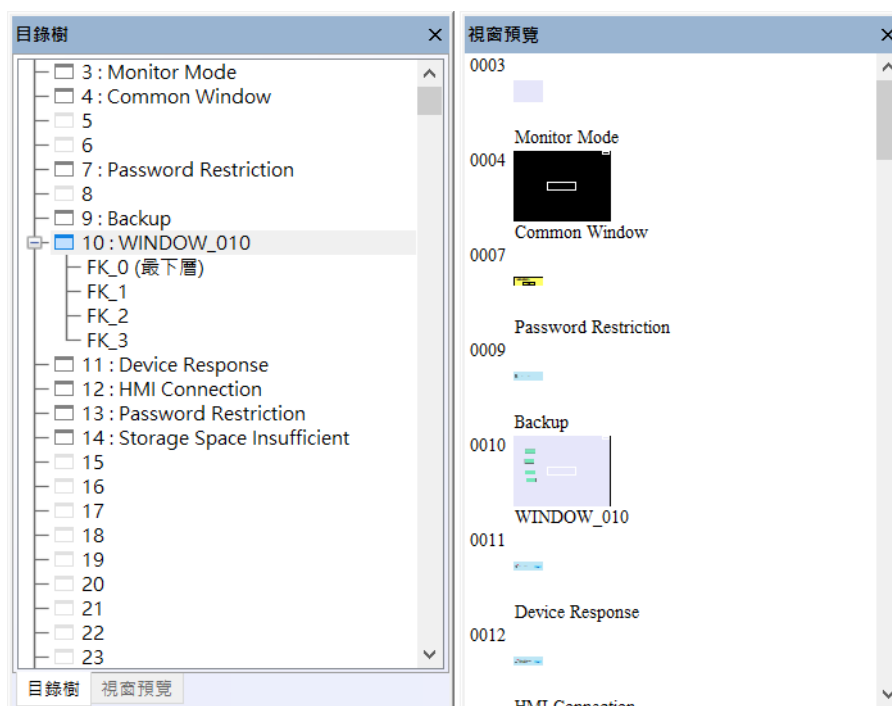 目錄樹
3 : Monitor Mode
4 : Common Window
5
6
7 : Password Restriction
8
9 : Backup
10 : WINDOW_010
FK_0 (最下層)
FK_1
FK_2
FK_3
11 : Device Response
12 : HMI Connection
13 : Password Restriction
14 : Storage Space Insufficient
15
16
17
18
19
20
21
22
23
目錄樹 視窗預覽
視窗預覽
0003
Monitor Mode
0004
Common Window
0007
Password Restriction
0009
Backup
0010
WINDOW_010
0011
Device Response
0012
HMI Connection